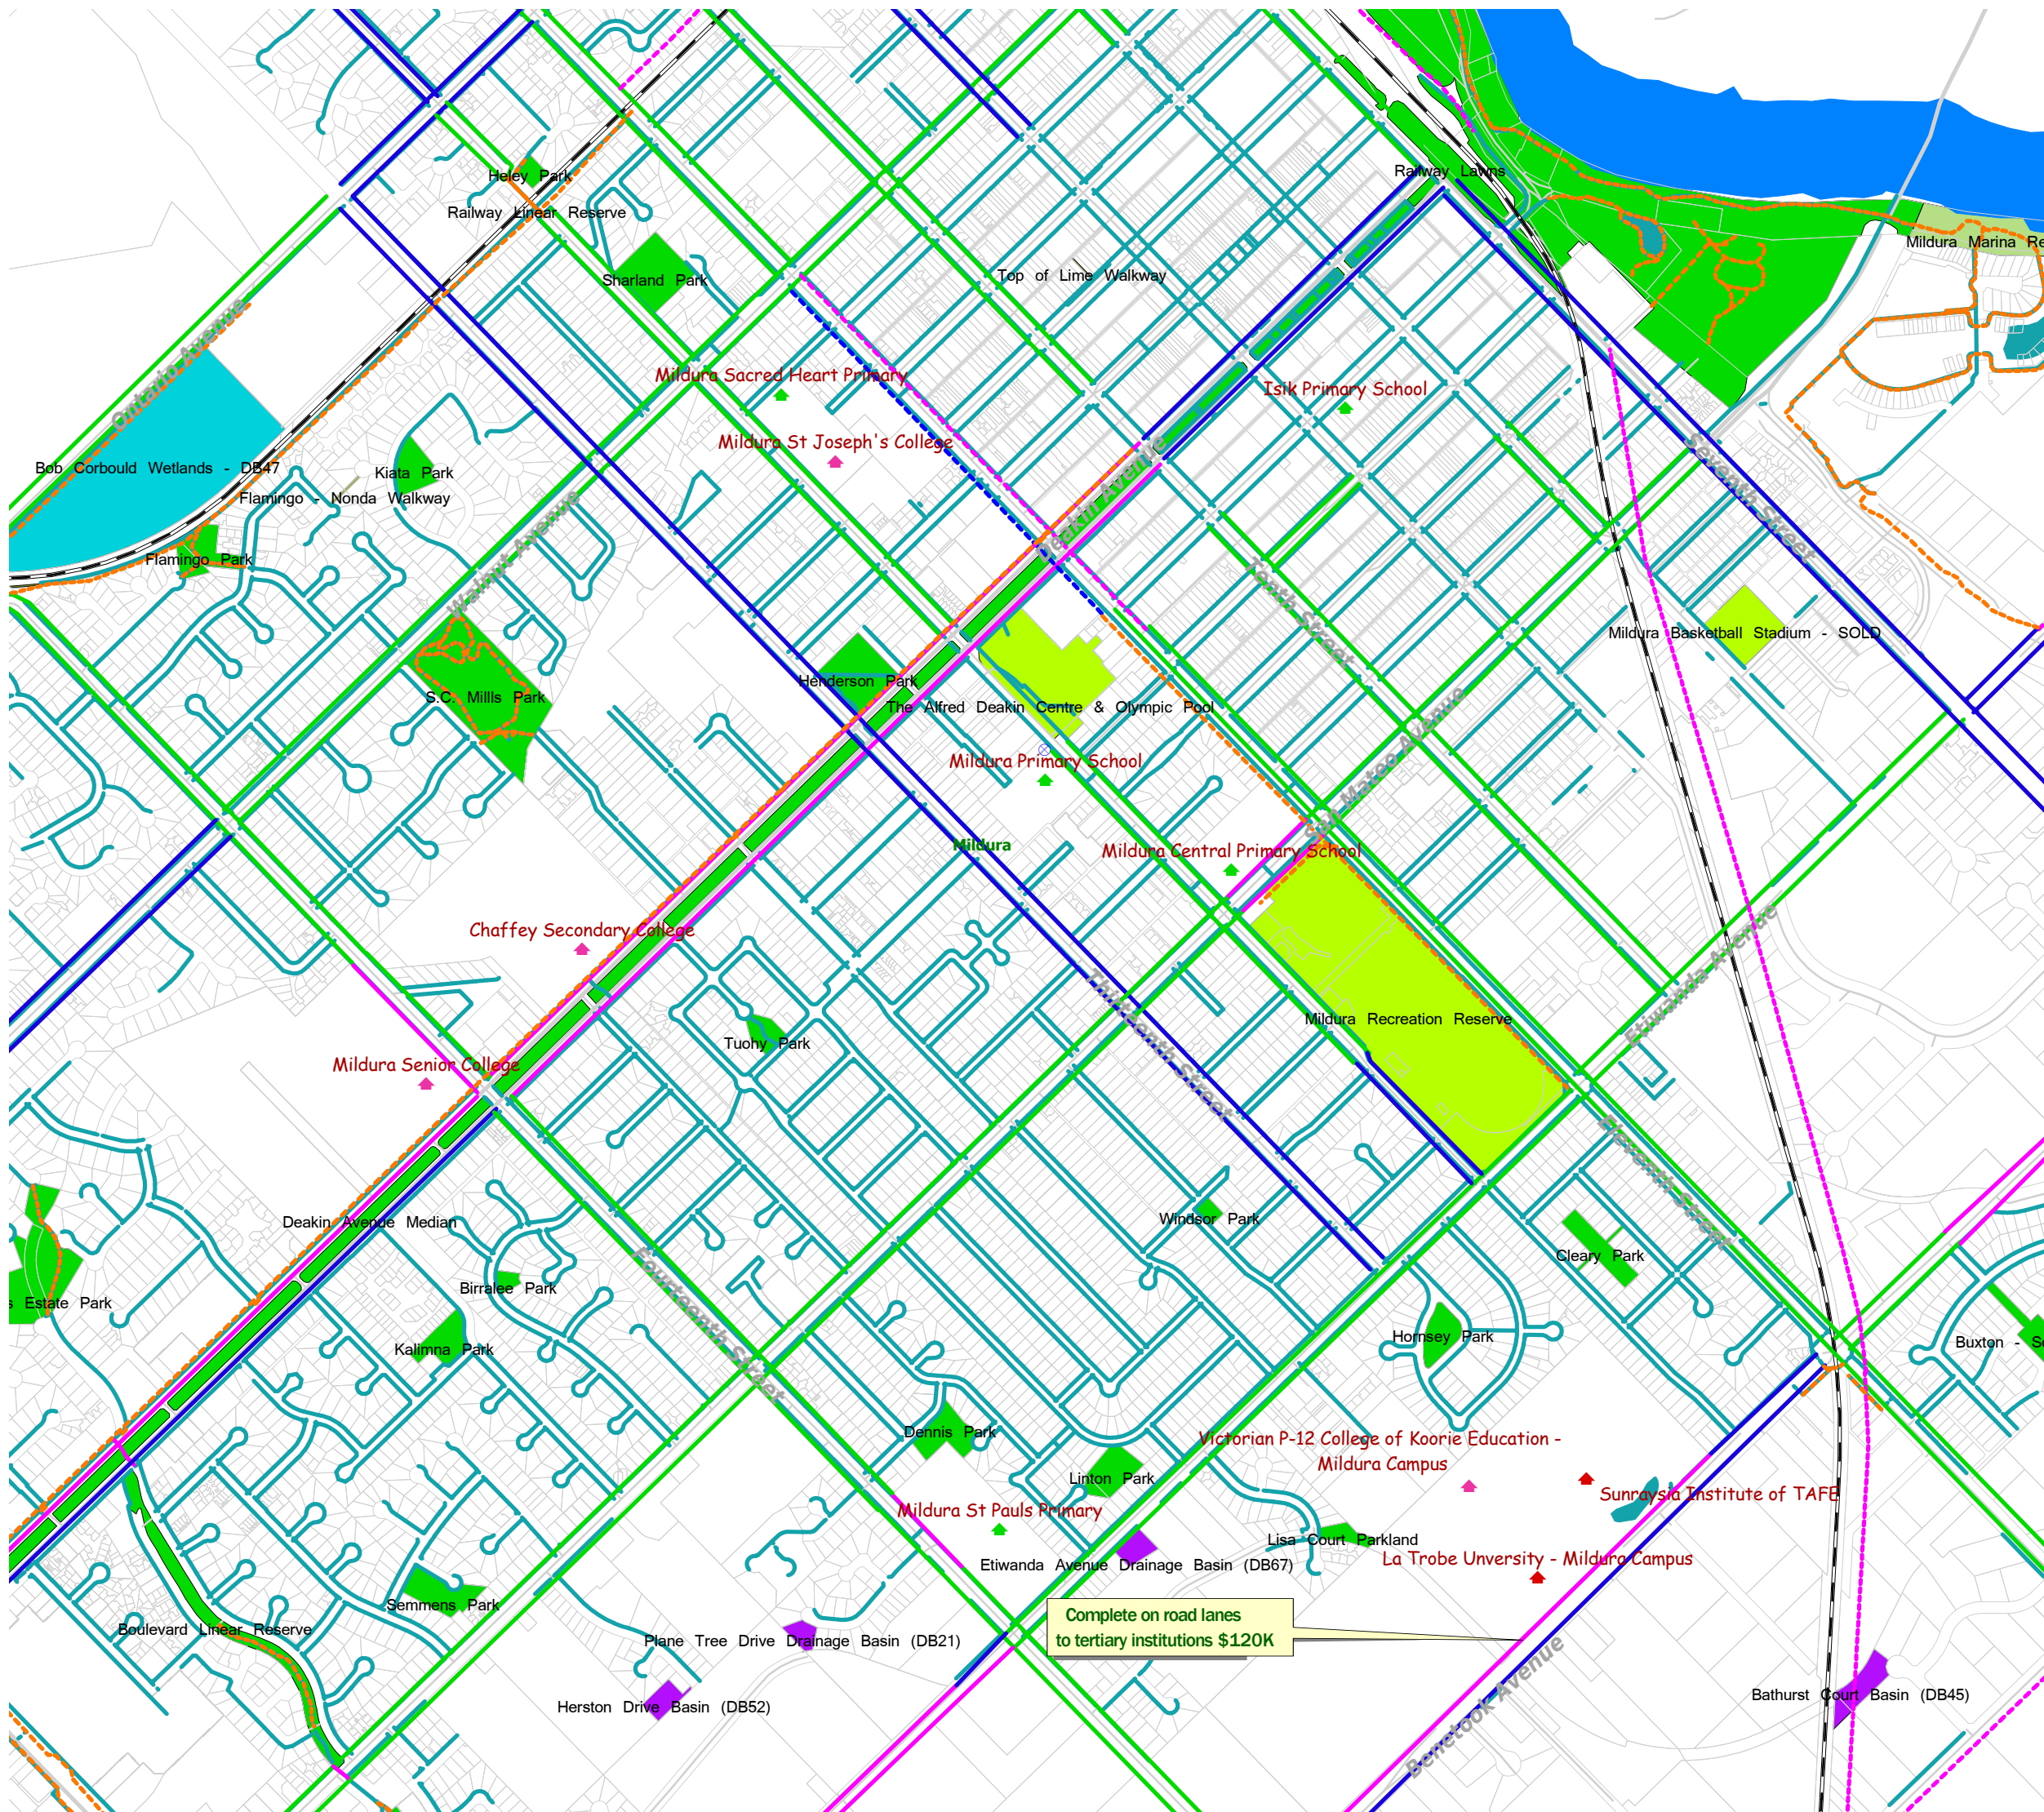 Heley Park
Railway Lawns
Railway Linear Reserve
Mildura Marina Re
Sharland Park
Top of Lime Walkway
Ontario Avenue
Mildura Sacred Heart Primary
Isik Primary School
Mildura St Joseph's College
Bob Corbould Wetlands - DB47
Kiata Park
Flamingo - Nonda Walkway
Deakin Avenue
Seventh Street
Flamingo Park
Walnut Avenue
Tenth Street
Mildura Basketball Stadium - SOLD
Henderson Park
S.C. Millls Park
The Alfred Deakin Centre & Olympic Pool
Mildura Primary School
San Mateo Avenue
Mildura
Mildura Central Primary School
Chaffey Secondary College
Etiwanda Avenue
Mildura Recreation Reserve
Tuohy Park
Thirteenth Street
Mildura Senior College
Eleventh Street
Deakin Avenue Median
Windsor Park
Cleary Park
Birralee Park
s Estate Park
Fourteenth Street
Hornsey Park
Buxton - So
Kalimna Park
Dennis Park
Victorian P-12 College of Koorie Education -
Mildura Campus
Linton Park
Sunraysia Institute of TAFE
Mildura St Pauls Primary
Lisa Court Parkland
Etiwanda Avenue Drainage Basin (DB67)
La Trobe Unversity - Mildura Campus
Semmens Park
Complete on road lanes
to tertiary institutions $120K
Boulevard Linear Reserve
Plane Tree Drive Drainage Basin (DB21)
Benetook Avenue
Bathurst Court Basin (DB45)
Herston Drive Basin (DB52)